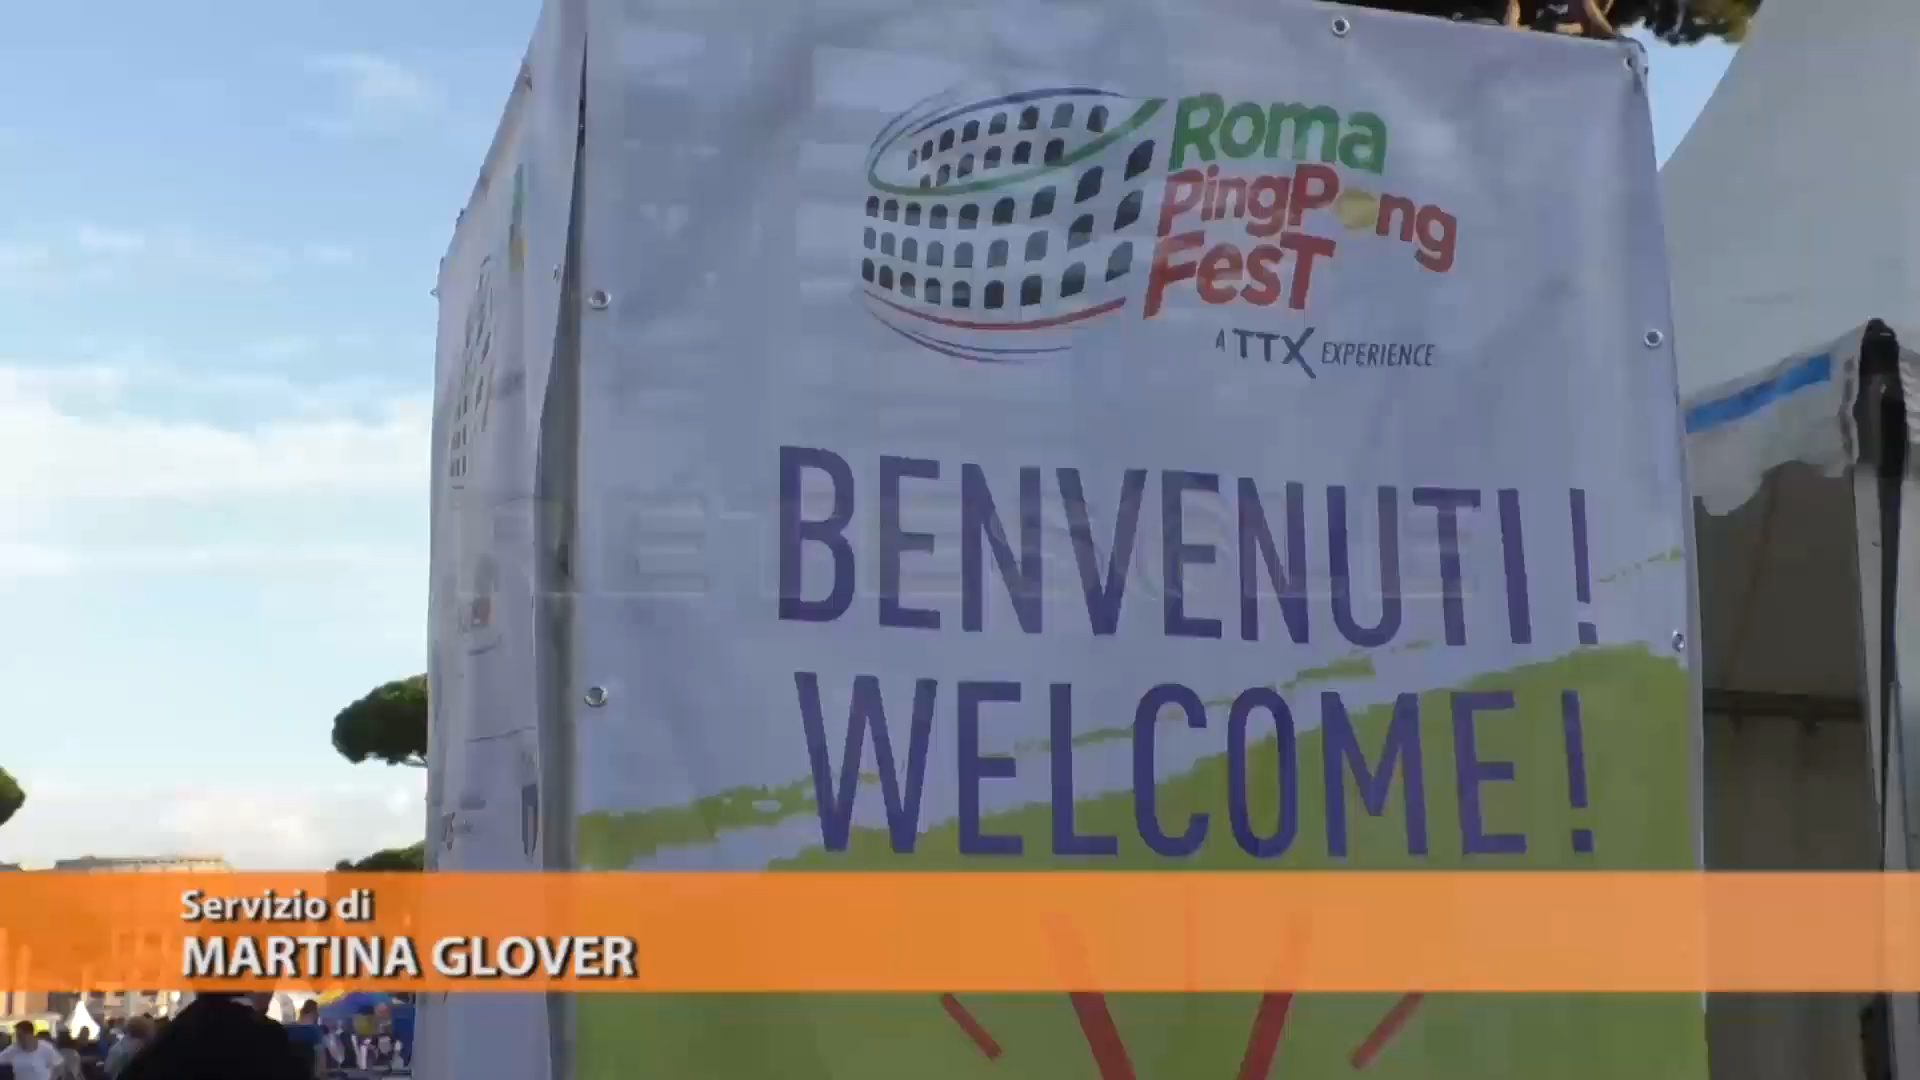 Roma
PingPong
FesT
A TTX EXPERIENCE
BENVENUTI!
WELCOME!
Servizio di
MARTINA GLOVER